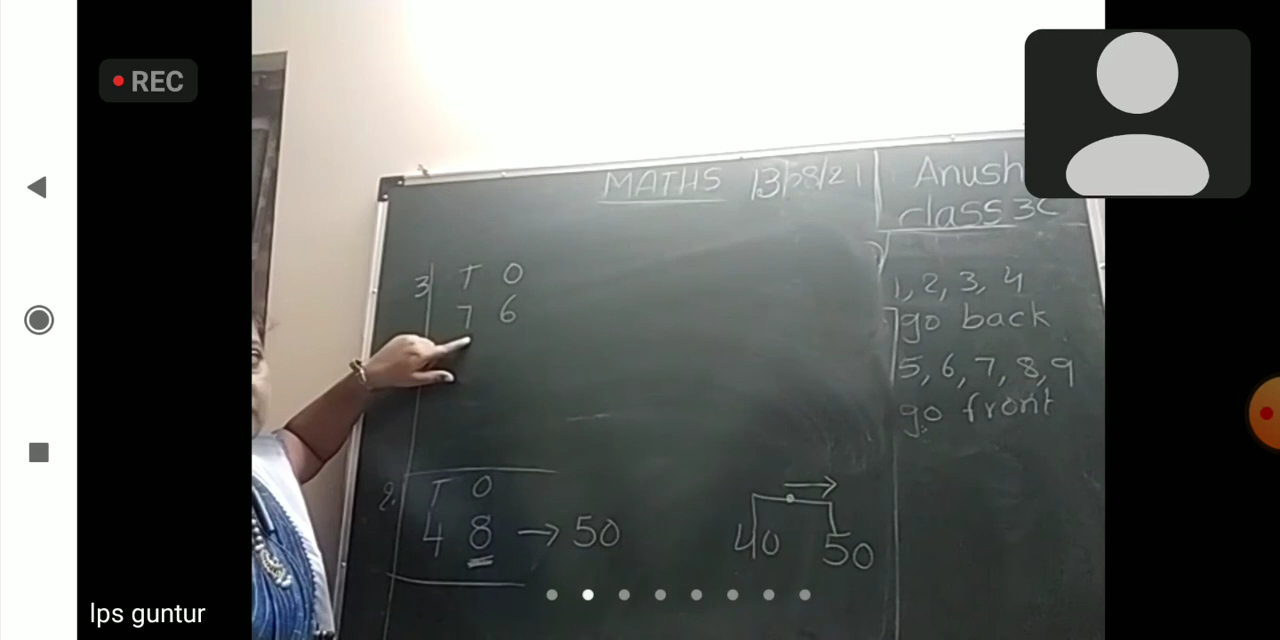 REC
MATHS 13/08/21
Anush
class 3C
3 T O
7 6
1, 2, 3, 4
go back
5, 6, 7, 8, 9
go front
2. T O
4 8 → 50
40 50
lps guntur